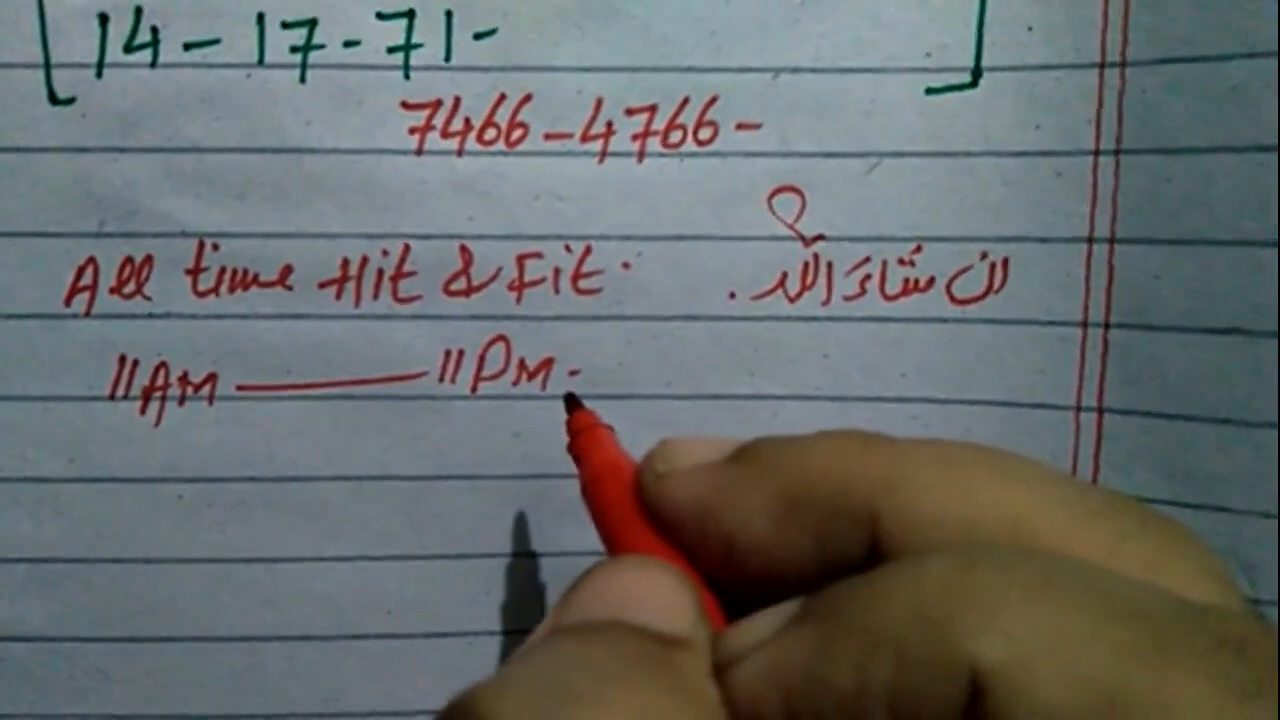 [14-17-71- ]
7466-4766-
All time Hit & Fit. ان شاءَ اللہ.
11AM — 11PM.